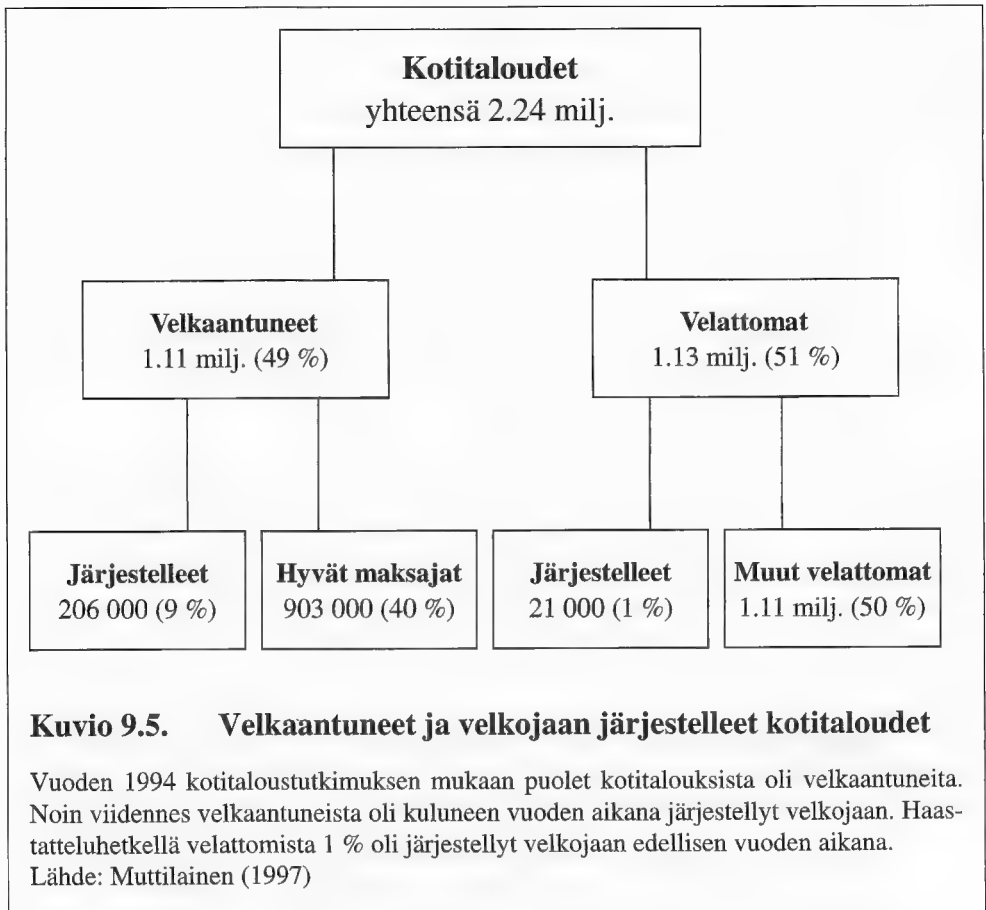 Kotitaloudet
yhteensä 2.24 milj.
Velkaantuneet
1.11 milj. (49 %)
Velattomat
1.13 milj. (51 %)
Järjestelleet
206 000 (9 %)
Hyvät maksajat
903 000 (40 %)
Järjestelleet
21 000 (1 %)
Muut velattomat
1.11 milj. (50 %)
Kuvio 9.5. Velkaantuneet ja velkojaan järjestelleet kotitaloudet
Vuoden 1994 kotitaloustutkimuksen mukaan puolet kotitalouksista oli velkaantuneita.
Noin viidennes velkaantuneista oli kuluneen vuoden aikana järjestellyt velkojaan. Haas-
tatteluhetkellä velattomista 1 % oli järjestellyt velkojaan edellisen vuoden aikana.
Lähde: Muttilainen (1997)